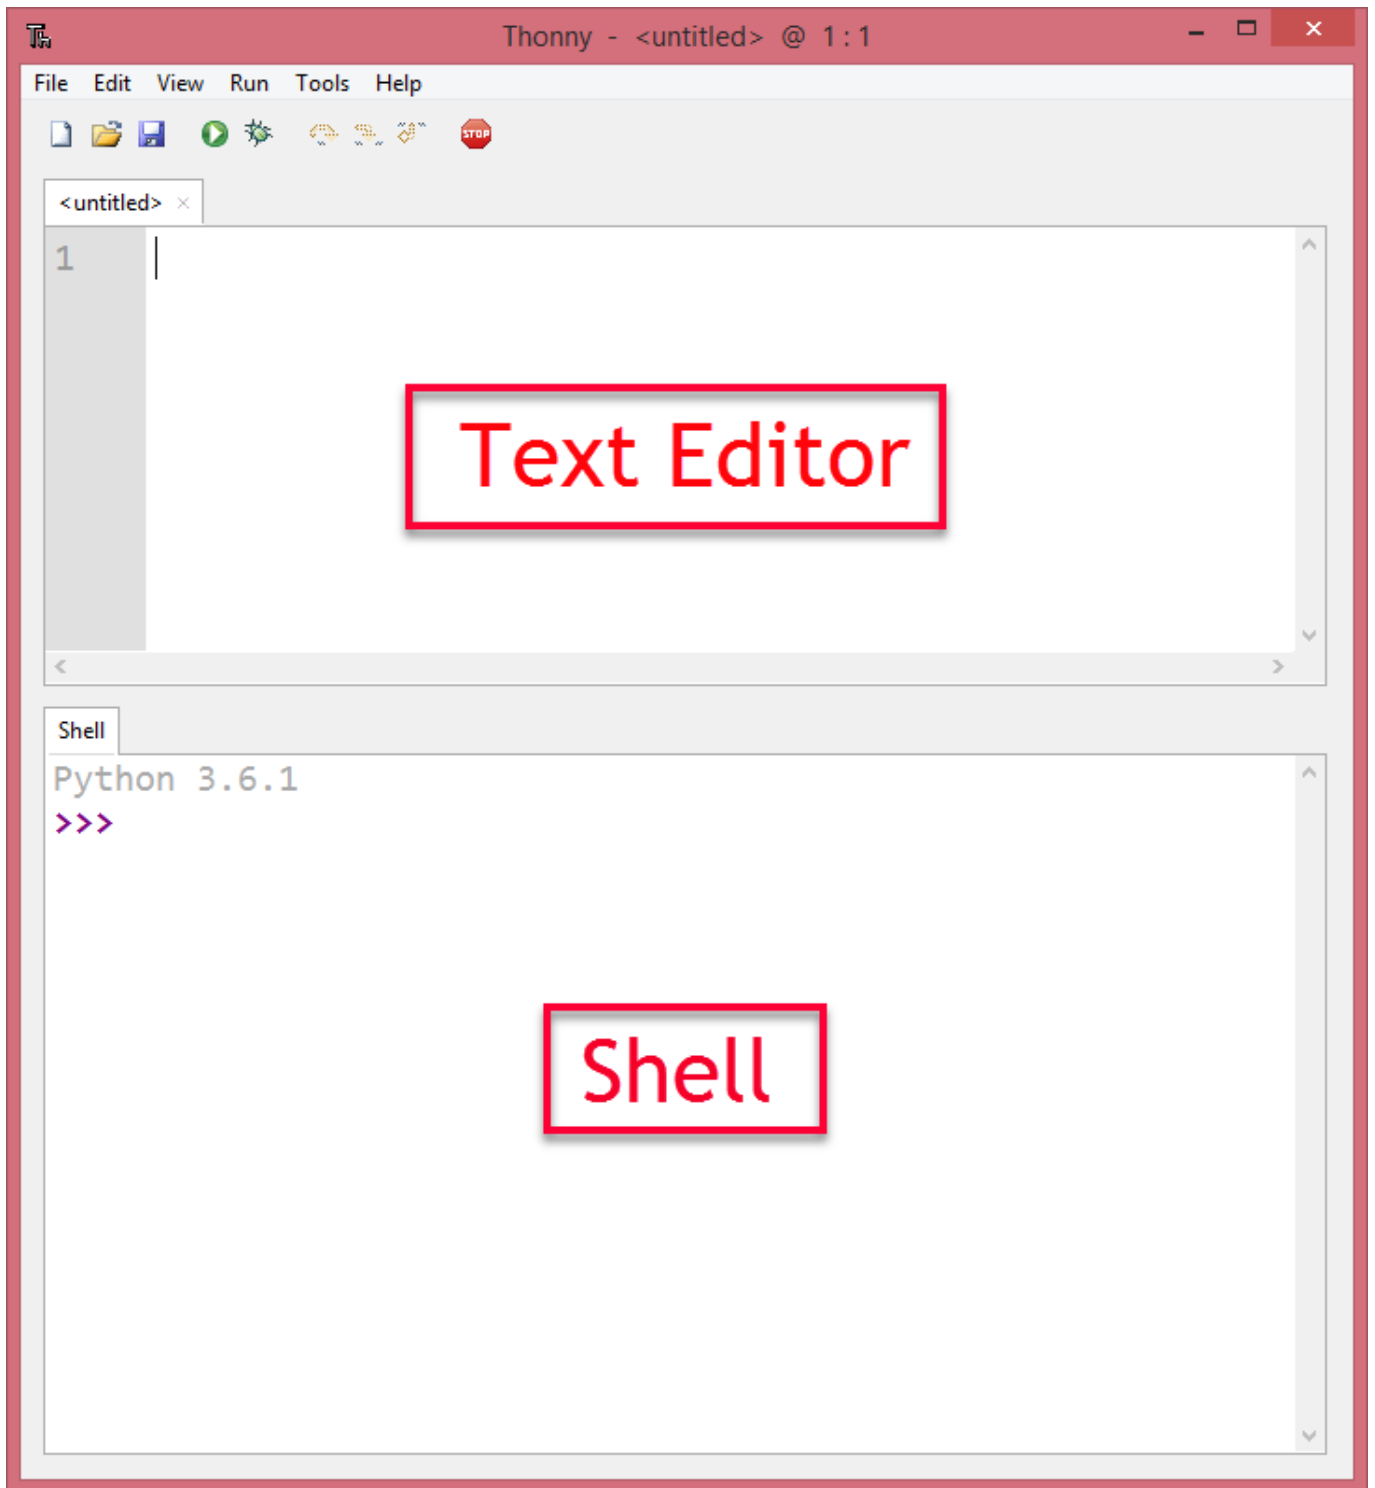 Th
Thonny - <untitled> @ 1:1
File Edit View Run Tools Help
STOP
<untitled>
1
Text Editor
Shell
Python 3.6.1
>>>
Shell